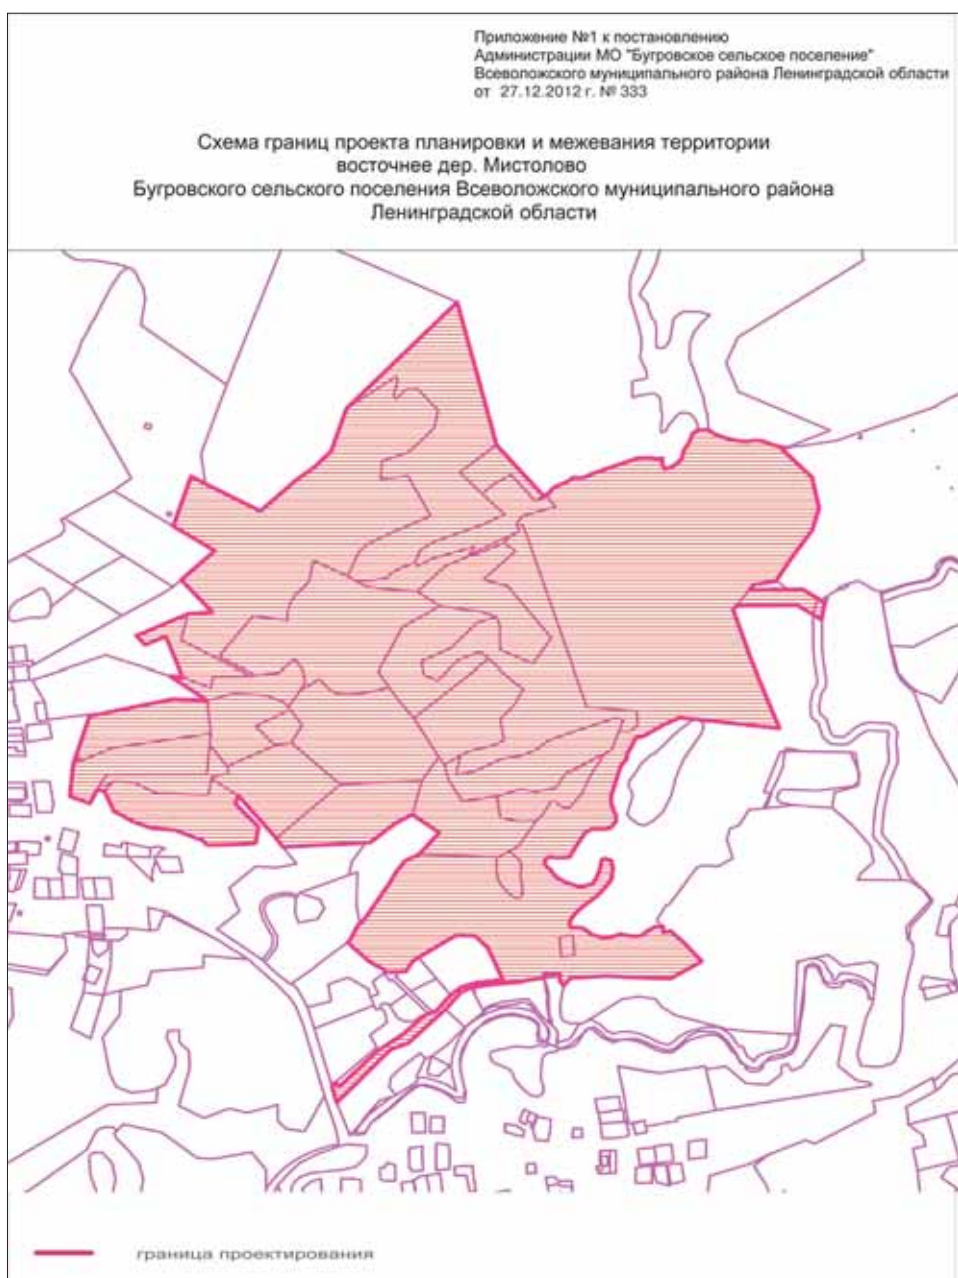 Приложение №1 к постановлению
Администрации МО "Бугровское сельское поселение"
Всеволожского муниципального района Ленинградской области
от 27.12.2012 г. № 333
Схема границ проекта планировки и межевания территории
восточнее дер. Мистолово
Бугровского сельского поселения Всеволожского муниципального района
Ленинградской области
граница проектирования